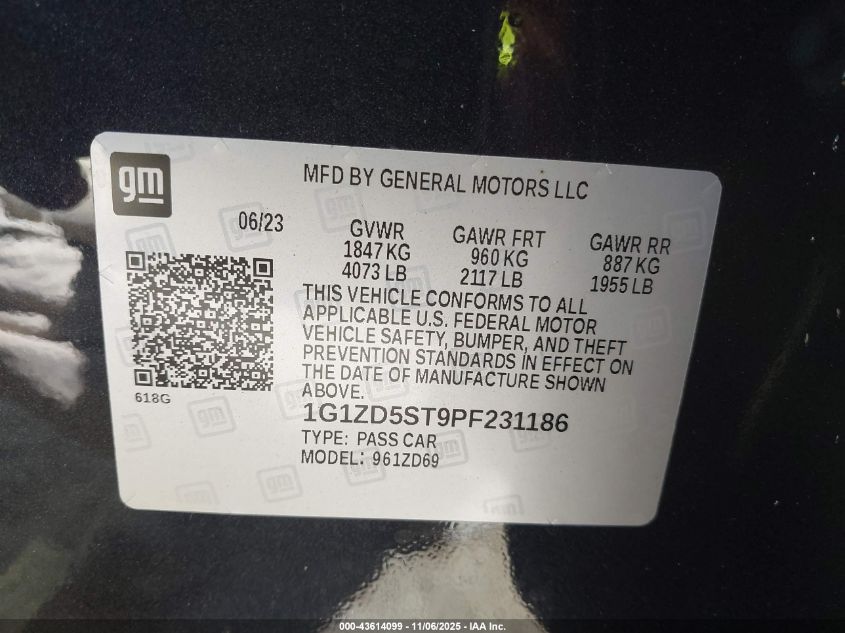 gm
MFD BY GENERAL MOTORS LLC
06/23
GVWR
1847 KG
4073 LB
GAWR FRT
960 KG
2117 LB
GAWR RR
887 KG
1955 LB
THIS VEHICLE CONFORMS TO ALL
APPLICABLE U.S. FEDERAL MOTOR
VEHICLE SAFETY, BUMPER, AND THEFT
PREVENTION STANDARDS IN EFFECT ON
THE DATE OF MANUFACTURE SHOWN
ABOVE.
618G
1G1ZD5ST9PF231186
TYPE: PASS CAR
MODEL: 961ZD69
000-43614099 - 11/06/2025 - IAA Inc.